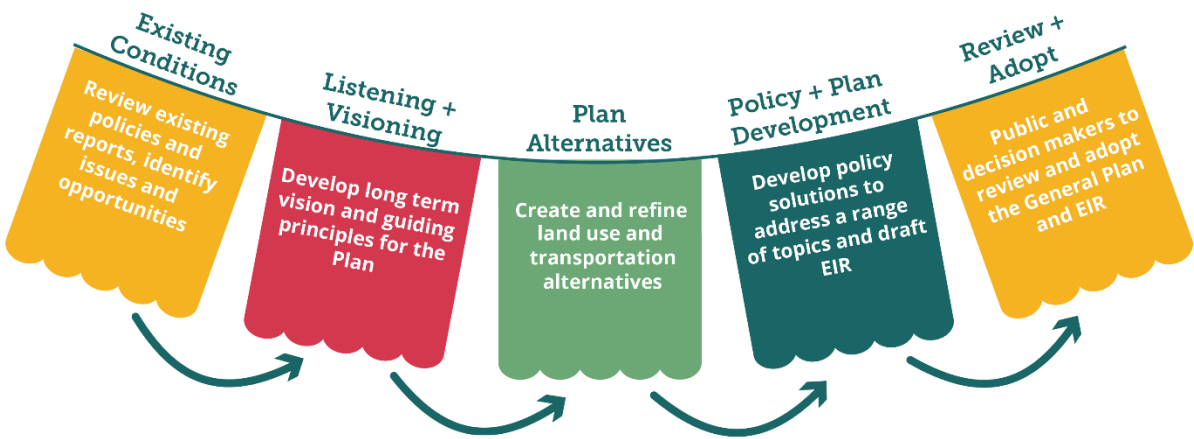 Existing
Conditions
Review existing
policies and
reports, identify
issues and
opportunities
Listening +
Visioning
Develop long term
vision and guiding
principles for the
Plan
Plan
Alternatives
Create and refine
land use and
transportation
alternatives
Policy + Plan
Development
Develop policy
solutions to
address a range
of topics and draft
EIR
Review +
Adopt
Public and
decision makers to
review and adopt
the General Plan
and EIR